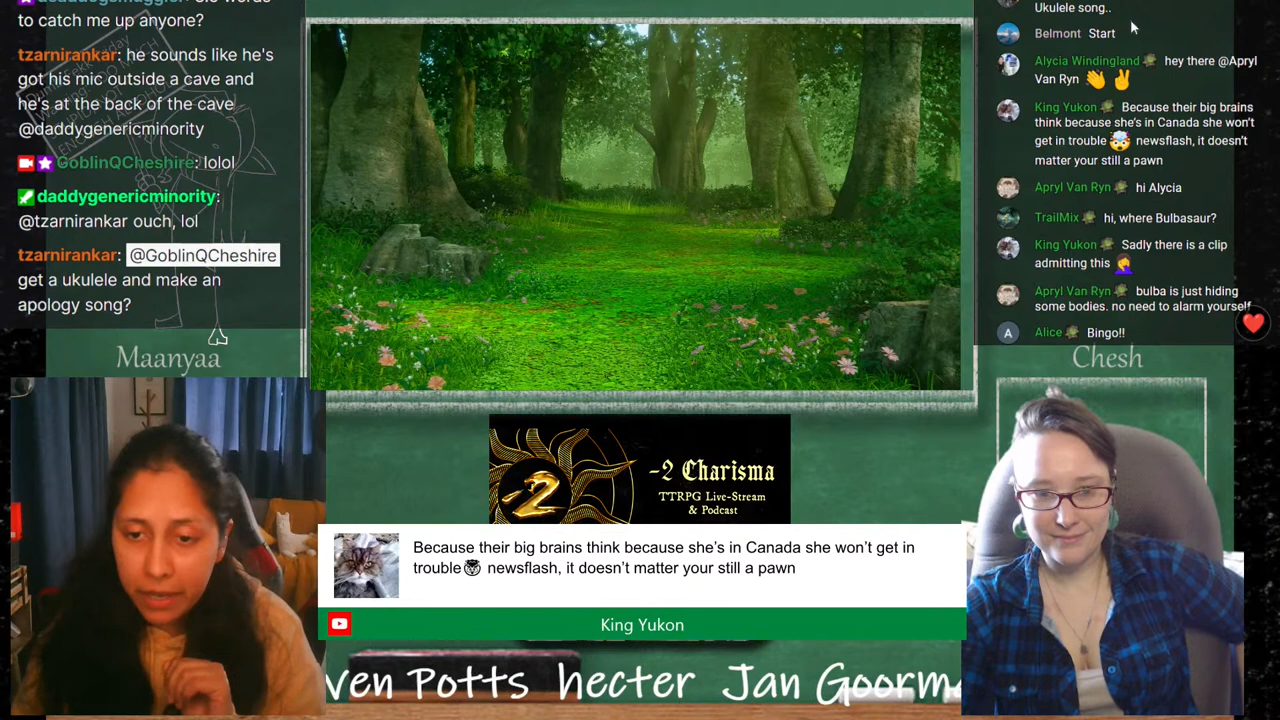 to catch me up anyone?
tzarnirankar: he sounds like he's
got his mic outside a cave and
he's at the back of the cave
@daddygenericminority
GoblinQCheshire: lolol
daddygenericminority:
@tzarnirankar ouch, lol
tzarnirankar: @GoblinQCheshire
get a ukulele and make an
apology song?
Maanyaa
Ukulele song..
Belmont Start
Alycia Windingland hey there @Apryl
Van Ryn 👋 ✌
King Yukon Because their big brains
think because she's in Canada she won't
get in trouble 🤯 newsflash, it doesn't
matter your still a pawn
Apryl Van Ryn hi Alycia
TrailMix hi, where Bulbasaur?
King Yukon Sadly there is a clip
admitting this 🤦‍♀️
Apryl Van Ryn bulba is just hiding
some bodies. no need to alarm yourself
A Alice Bingo!!
Chesh
-2
-2 Charisma
TTRPG Live-Stream
& Podcast
Because their big brains think because she's in Canada she won't get in
trouble🤯 newsflash, it doesn't matter your still a pawn
King Yukon
ven Potts hecter Jan Goorm